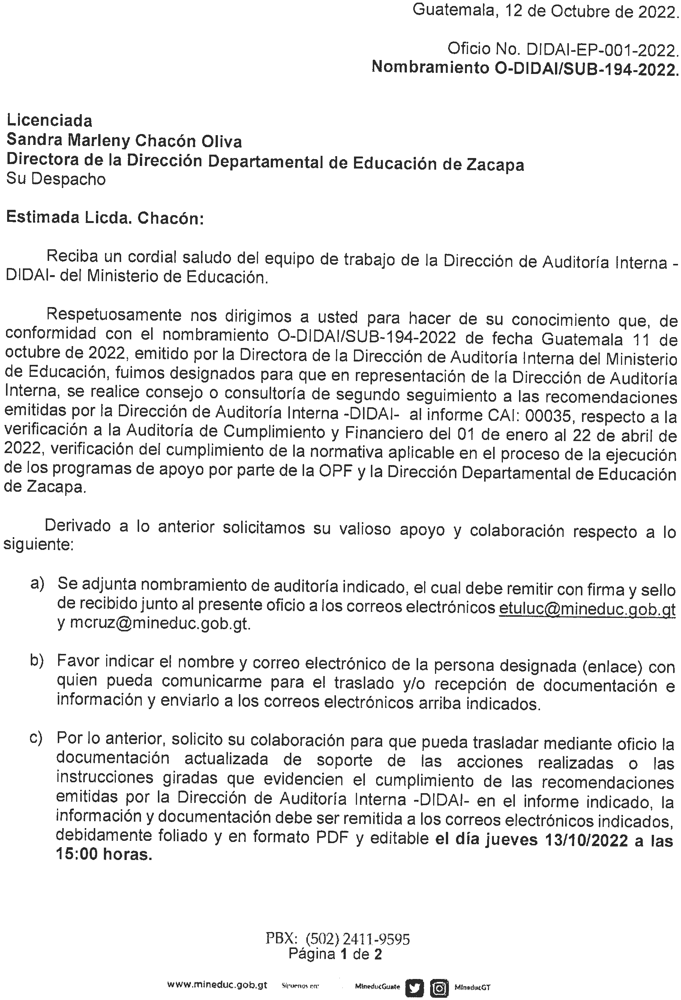 Guatemala, 12 de Octubre de 2022.
Oficio No. DIDAI-EP-001-2022.
Nombramiento O-DIDAI/SUB-194-2022.
Licenciada
Sandra Marleny Chacón Oliva
Directora de la Dirección Departamental de Educación de Zacapa
Su Despacho
Estimada Licda. Chacón:
Reciba un cordial saludo del equipo de trabajo de la Dirección de Auditoría Interna -
DIDAI- del Ministerio de Educación.
Respetuosamente nos dirigimos a usted para hacer de su conocimiento que, de
conformidad con el nombramiento O-DIDAI/SUB-194-2022 de fecha Guatemala 11 de
octubre de 2022, emitido por la Directora de la Dirección de Auditoría Interna del Ministerio
de Educación, fuimos designados para que en representación de la Dirección de Auditoría
Interna, se realice consejo o consultoría de segundo seguimiento a las recomendaciones
emitidas por la Dirección de Auditoría Interna -DIDAI- al informe CAI: 00035, respecto a la
verificación a la Auditoría de Cumplimiento y Financiero del 01 de enero al 22 de abril de
2022, verificación del cumplimiento de la normativa aplicable en el proceso de la ejecución
de los programas de apoyo por parte de la OPF y la Dirección Departamental de Educación
de Zacapa.
Derivado a lo anterior solicitamos su valioso apoyo y colaboración respecto a lo
siguiente:
a) Se adjunta nombramiento de auditoría indicado, el cual debe remitir con firma y sello
de recibido junto al presente oficio a los correos electrónicos etuluc@mineduc.gob.gt
y mcruz@mineduc.gob.gt.
b) Favor indicar el nombre y correo electrónico de la persona designada (enlace) con
quien pueda comunicarme para el traslado y/o recepción de documentación e
información y enviarlo a los correos electrónicos arriba indicados.
c) Por lo anterior, solicito su colaboración para que pueda trasladar mediante oficio la
documentación actualizada de soporte de las acciones realizadas o las
instrucciones giradas que evidencien el cumplimiento de las recomendaciones
emitidas por la Dirección de Auditoría Interna -DIDAI- en el informe indicado, la
información y documentación debe ser remitida a los correos electrónicos indicados,
debidamente foliado y en formato PDF y editable el día jueves 13/10/2022 a las
15:00 horas.
PBX: (502) 2411-9595
Página 1 de 2
www.mineduc.gob.gt Síguenos en: MineducGuate MineducGT